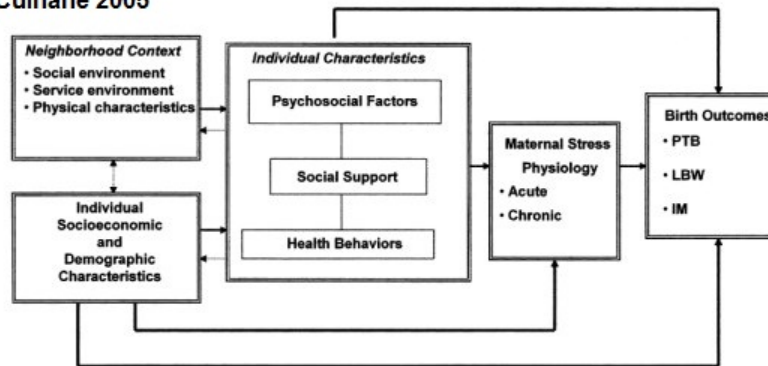 Culhane 2005
Neighborhood Context
• Social environment
• Service environment
• Physical characteristics
Individual
Socioeconomic
and
Demographic
Characteristics
Individual Characteristics
Psychosocial Factors
Social Support
Health Behaviors
Maternal Stress
Physiology
• Acute
• Chronic
Birth Outcomes
• PTB
• LBW
• IM